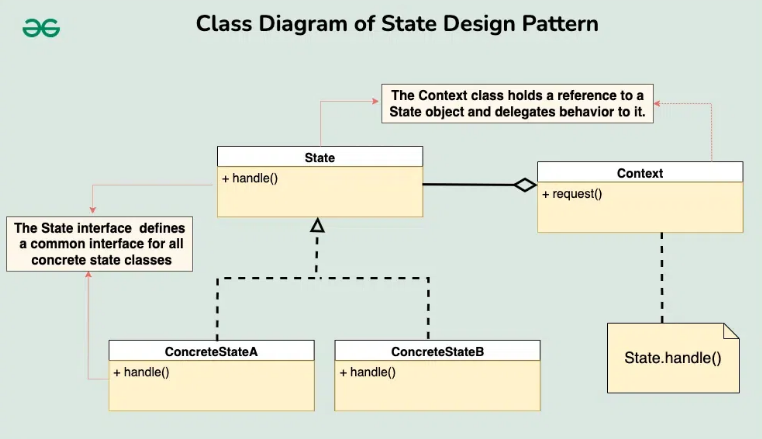 Class Diagram of State Design Pattern
The Context class holds a reference to a
State object and delegates behavior to it.
State
+ handle()
Context
+ request()
The State interface defines
a common interface for all
concrete state classes
ConcreteStateA
+ handle()
ConcreteStateB
+ handle()
State.handle()